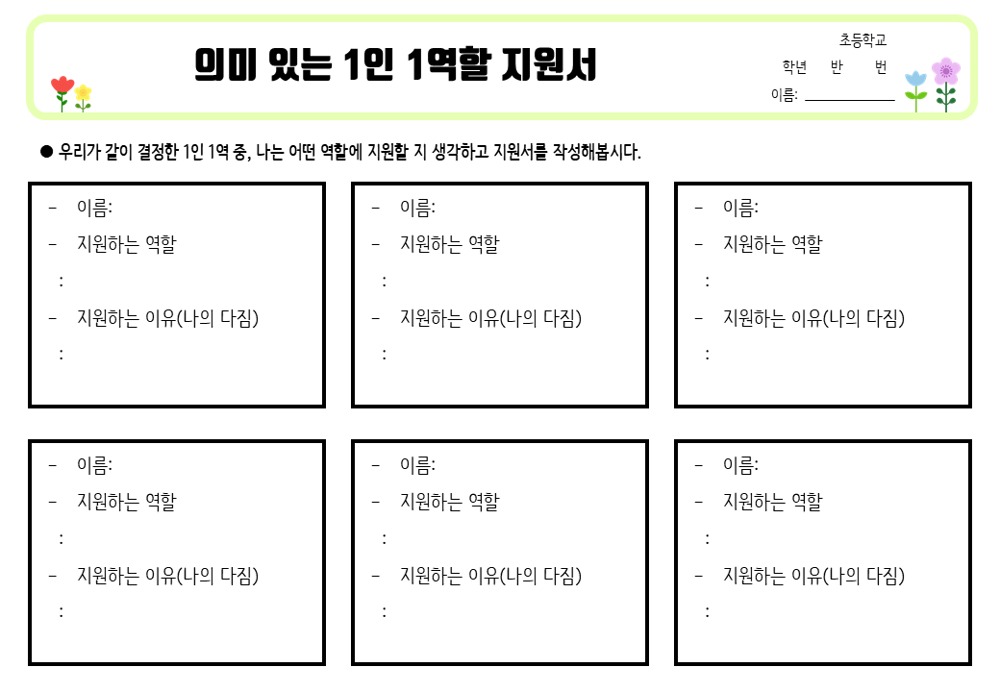 의미 있는 1인 1역할 지원서
초등학교
학년 반 번
이름:
● 우리가 같이 결정한 1인 1역 중, 나는 어떤 역할에 지원할 지 생각하고 지원서를 작성해봅시다.
- 이름:
- 지원하는 역할
:
- 지원하는 이유(나의 다짐)
:
- 이름:
- 지원하는 역할
:
- 지원하는 이유(나의 다짐)
:
- 이름:
- 지원하는 역할
:
- 지원하는 이유(나의 다짐)
:
- 이름:
- 지원하는 역할
:
- 지원하는 이유(나의 다짐)
:
- 이름:
- 지원하는 역할
:
- 지원하는 이유(나의 다짐)
:
- 이름:
- 지원하는 역할
:
- 지원하는 이유(나의 다짐)
: